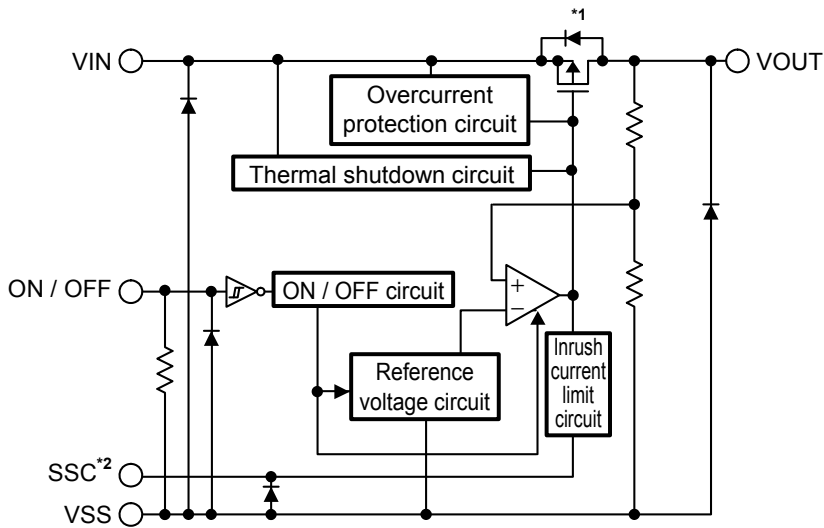 *1
VIN
VOUT
Overcurrent
protection circuit
Thermal shutdown circuit
ON / OFF
ON / OFF circuit
+
−
Reference
voltage circuit
Inrush
current
limit
circuit
SSC*2
VSS